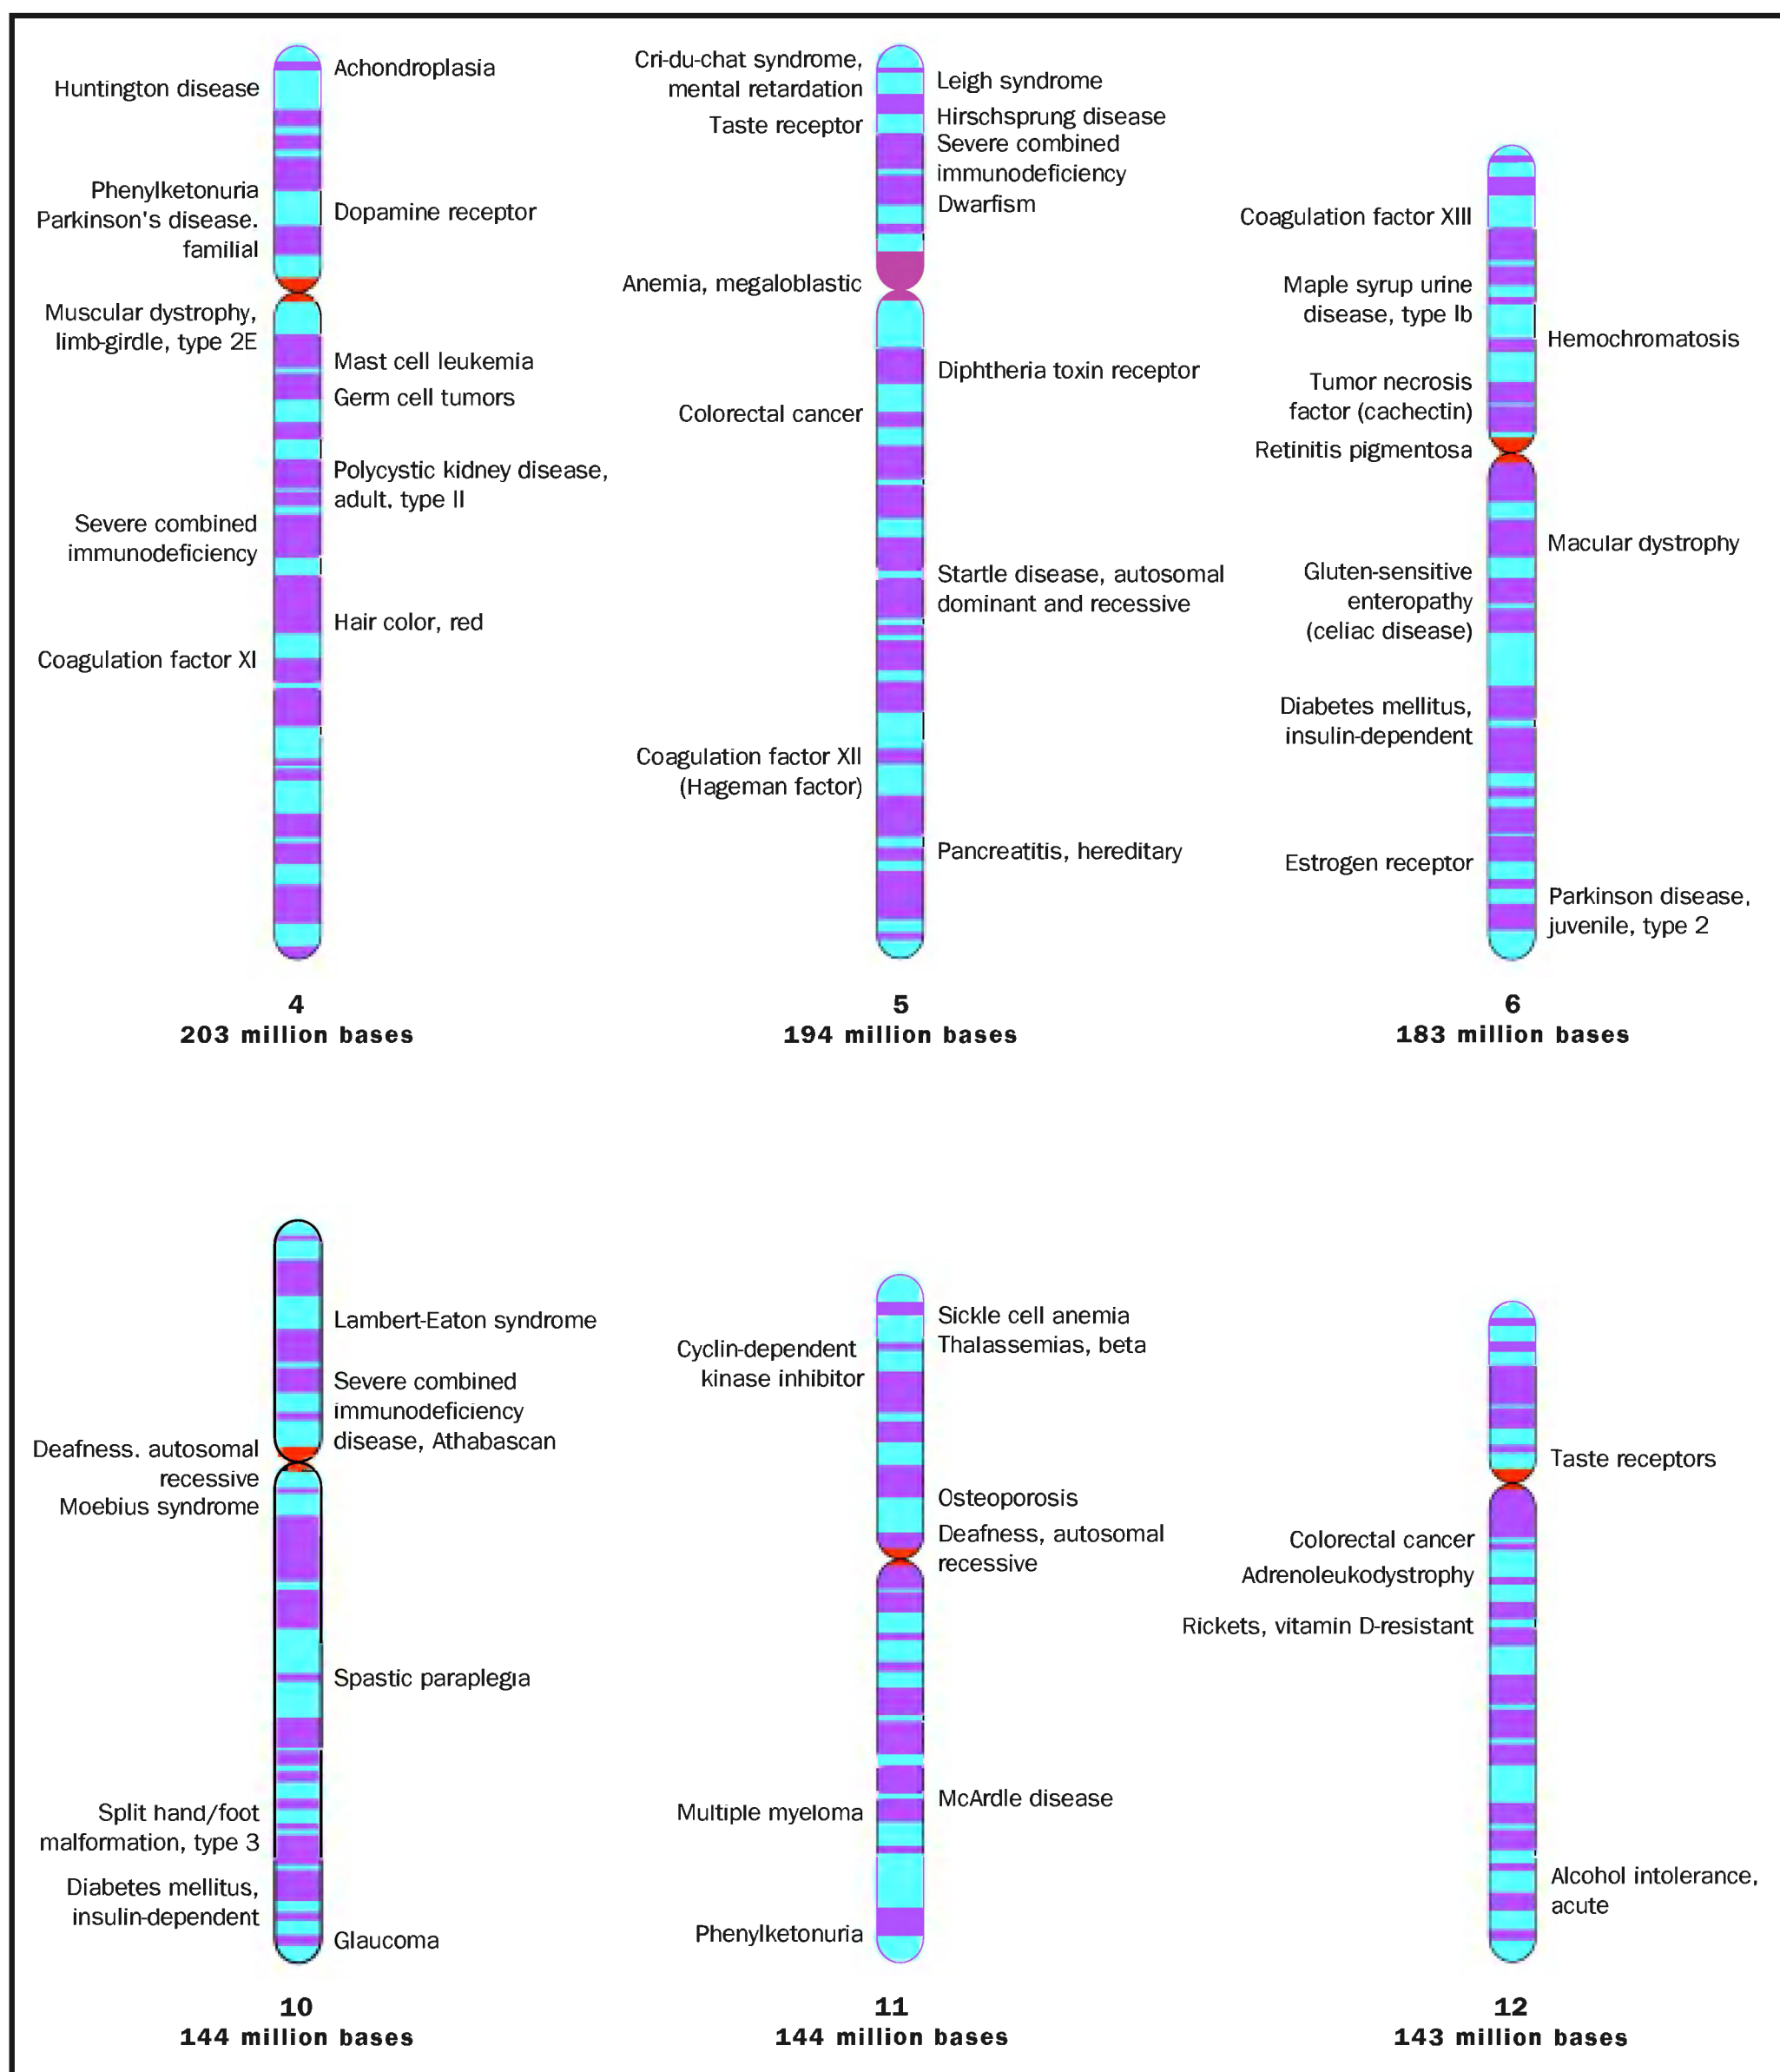 Huntington disease
Phenylketonuria
Parkinson's disease.
familial
Muscular dystrophy,
limb-girdle, type 2E
Severe combined
immunodeficiency
Coagulation factor XI
Achondroplasia
Dopamine receptor
Mast cell leukemia
Germ cell tumors
Polycystic kidney disease,
adult, type II
Hair color, red
4
203 million bases
Cri-du-chat syndrome,
mental retardation
Taste receptor
Anemia, megaloblastic
Colorectal cancer
Coagulation factor XII
(Hageman factor)
Leigh syndrome
Hirschsprung disease
Severe combined
immunodeficiency
Dwarfism
Diphtheria toxin receptor
Startle disease, autosomal
dominant and recessive
Pancreatitis, hereditary
5
194 million bases
Coagulation factor XIII
Maple syrup urine
disease, type Ib
Tumor necrosis
factor (cachectin)
Retinitis pigmentosa
Gluten-sensitive
enteropathy
(celiac disease)
Diabetes mellitus,
insulin-dependent
Estrogen receptor
Hemochromatosis
Macular dystrophy
Parkinson disease,
juvenile, type 2
6
183 million bases
Deafness. autosomal
recessive
Moebius syndrome
Split hand/foot
malformation, type 3
Diabetes mellitus,
insulin-dependent
Lambert-Eaton syndrome
Severe combined
immunodeficiency
disease, Athabascan
Spastic paraplegia
Glaucoma
10
144 million bases
Cyclin-dependent
kinase inhibitor
Multiple myeloma
Phenylketonuria
Sickle cell anemia
Thalassemias, beta
Osteoporosis
Deafness, autosomal
recessive
McArdle disease
11
144 million bases
Colorectal cancer
Adrenoleukodystrophy
Rickets, vitamin D-resistant
Taste receptors
Alcohol intolerance,
acute
12
143 million bases